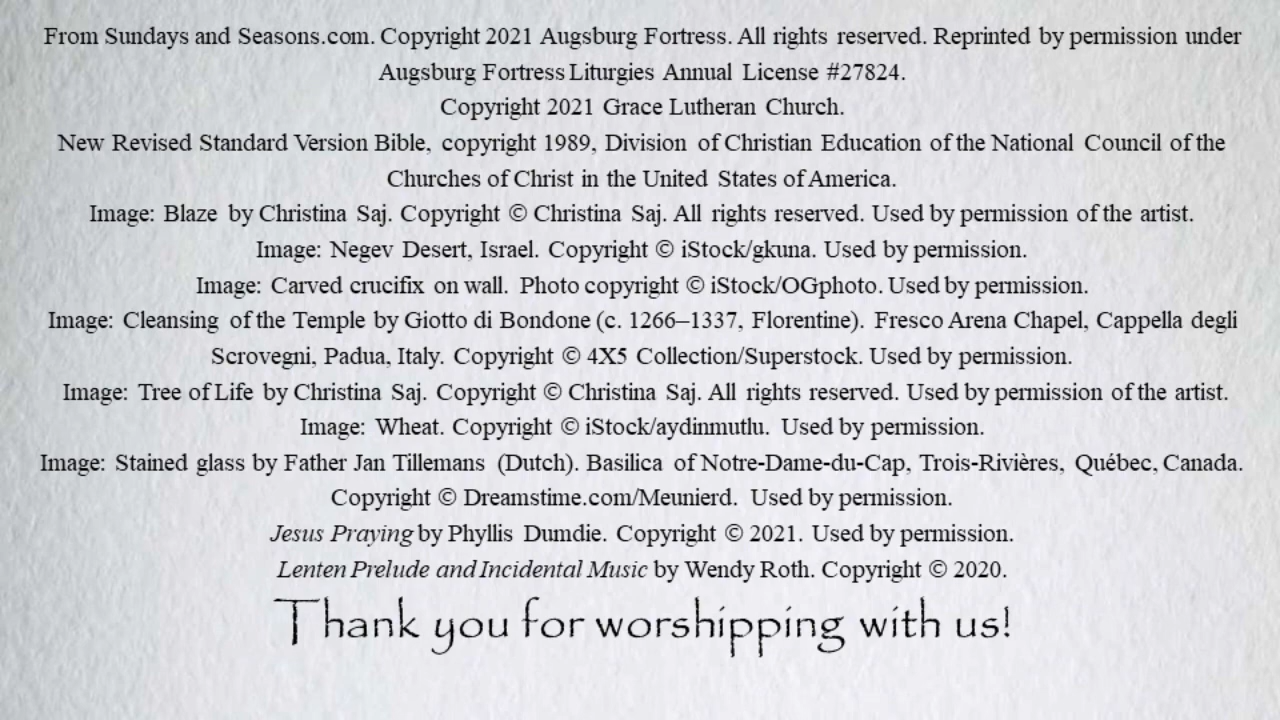 From Sundays and Seasons.com. Copyright 2021 Augsburg Fortress. All rights reserved. Reprinted by permission under
Augsburg Fortress Liturgies Annual License #27824.
Copyright 2021 Grace Lutheran Church.
New Revised Standard Version Bible, copyright 1989, Division of Christian Education of the National Council of the
Churches of Christ in the United States of America.
Image: Blaze by Christina Saj. Copyright © Christina Saj. All rights reserved. Used by permission of the artist.
Image: Negev Desert, Israel. Copyright © iStock/gkuna. Used by permission.
Image: Carved crucifix on wall. Photo copyright © iStock/OGphoto. Used by permission.
Image: Cleansing of the Temple by Giotto di Bondone (c. 1266–1337, Florentine). Fresco Arena Chapel, Cappella degli
Scrovegni, Padua, Italy. Copyright © 4X5 Collection/Superstock. Used by permission.
Image: Tree of Life by Christina Saj. Copyright © Christina Saj. All rights reserved. Used by permission of the artist.
Image: Wheat. Copyright © iStock/aydinmutlu. Used by permission.
Image: Stained glass by Father Jan Tillemans (Dutch). Basilica of Notre-Dame-du-Cap, Trois-Rivières, Québec, Canada.
Copyright © Dreamstime.com/Meunierd. Used by permission.
Jesus Praying by Phyllis Dumdie. Copyright © 2021. Used by permission.
Lenten Prelude and Incidental Music by Wendy Roth. Copyright © 2020.
Thank you for worshipping with us!